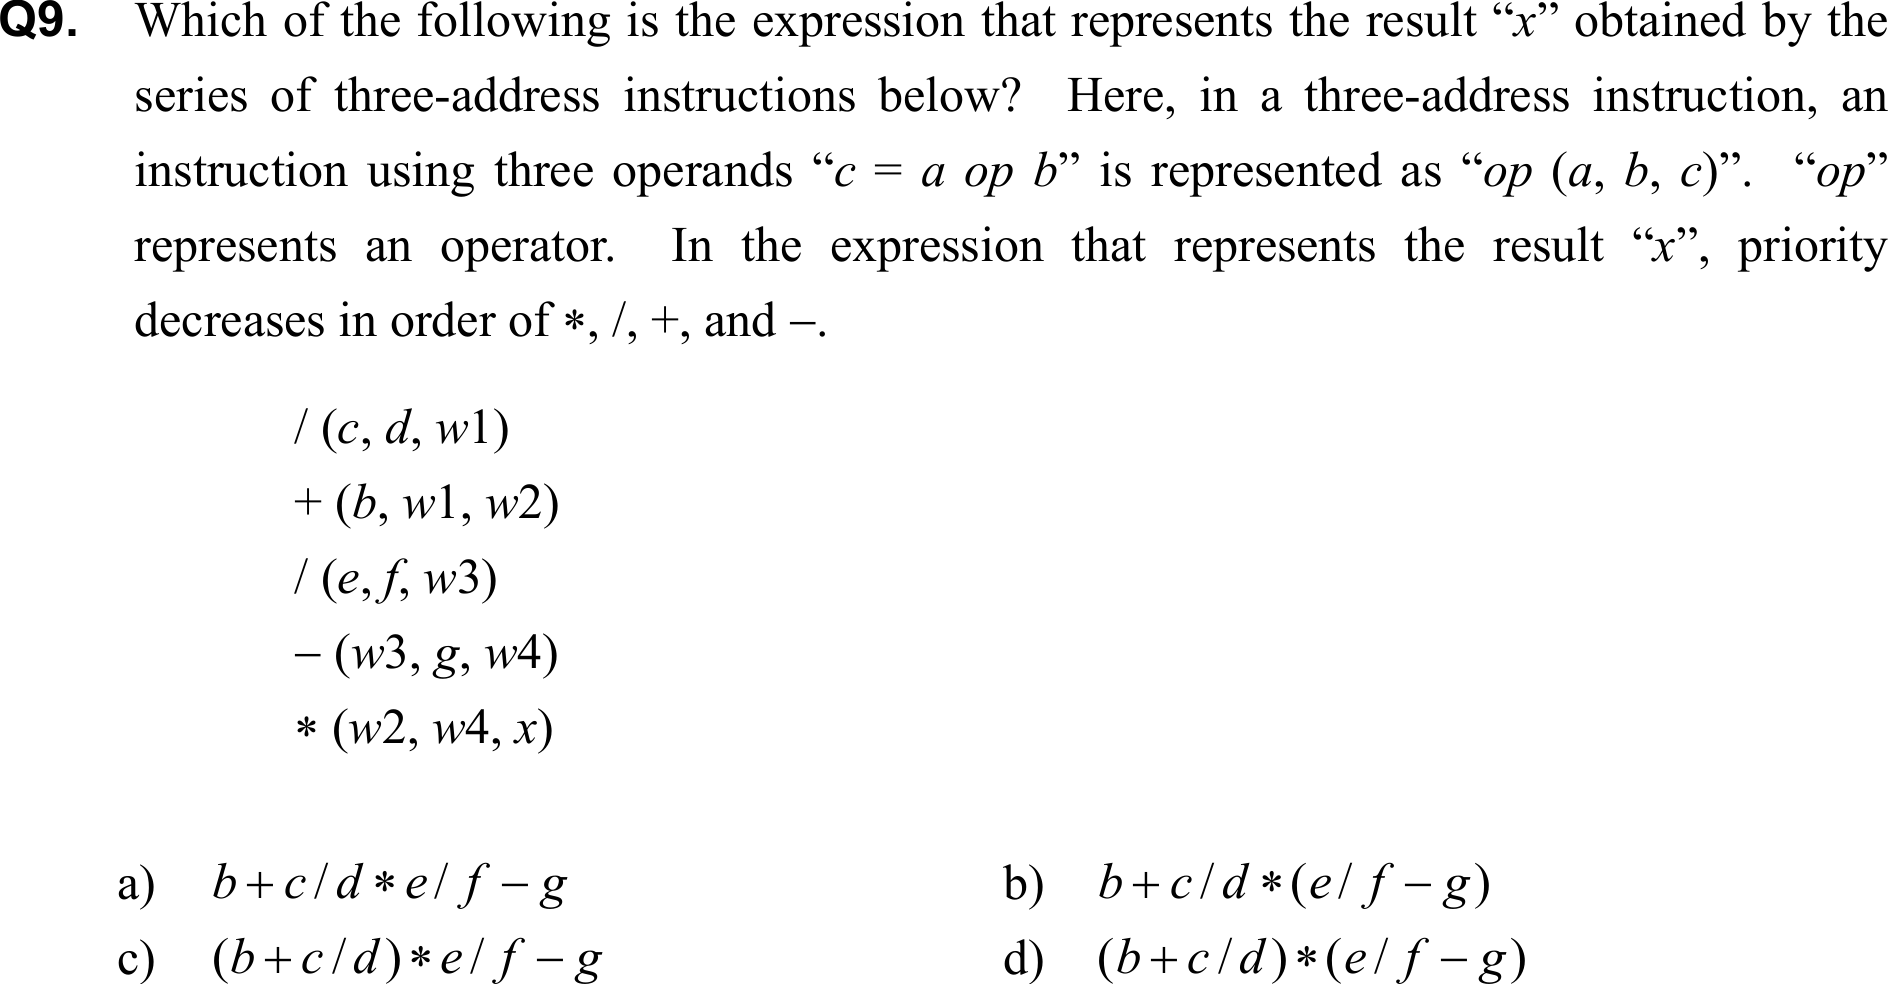 Q9. Which of the following is the expression that represents the result “x” obtained by the
series of three-address instructions below? Here, in a three-address instruction, an
instruction using three operands “c = a op b” is represented as “op (a, b, c)”. “op”
represents an operator. In the expression that represents the result “x”, priority
decreases in order of *, /, +, and –.
/ (c, d, w1)
+ (b, w1, w2)
/ (e, f, w3)
– (w3, g, w4)
* (w2, w4, x)
a) b + c / d * e / f – g b) b + c / d * (e / f – g)
c) (b + c / d) * e / f – g d) (b + c / d) * (e / f – g)